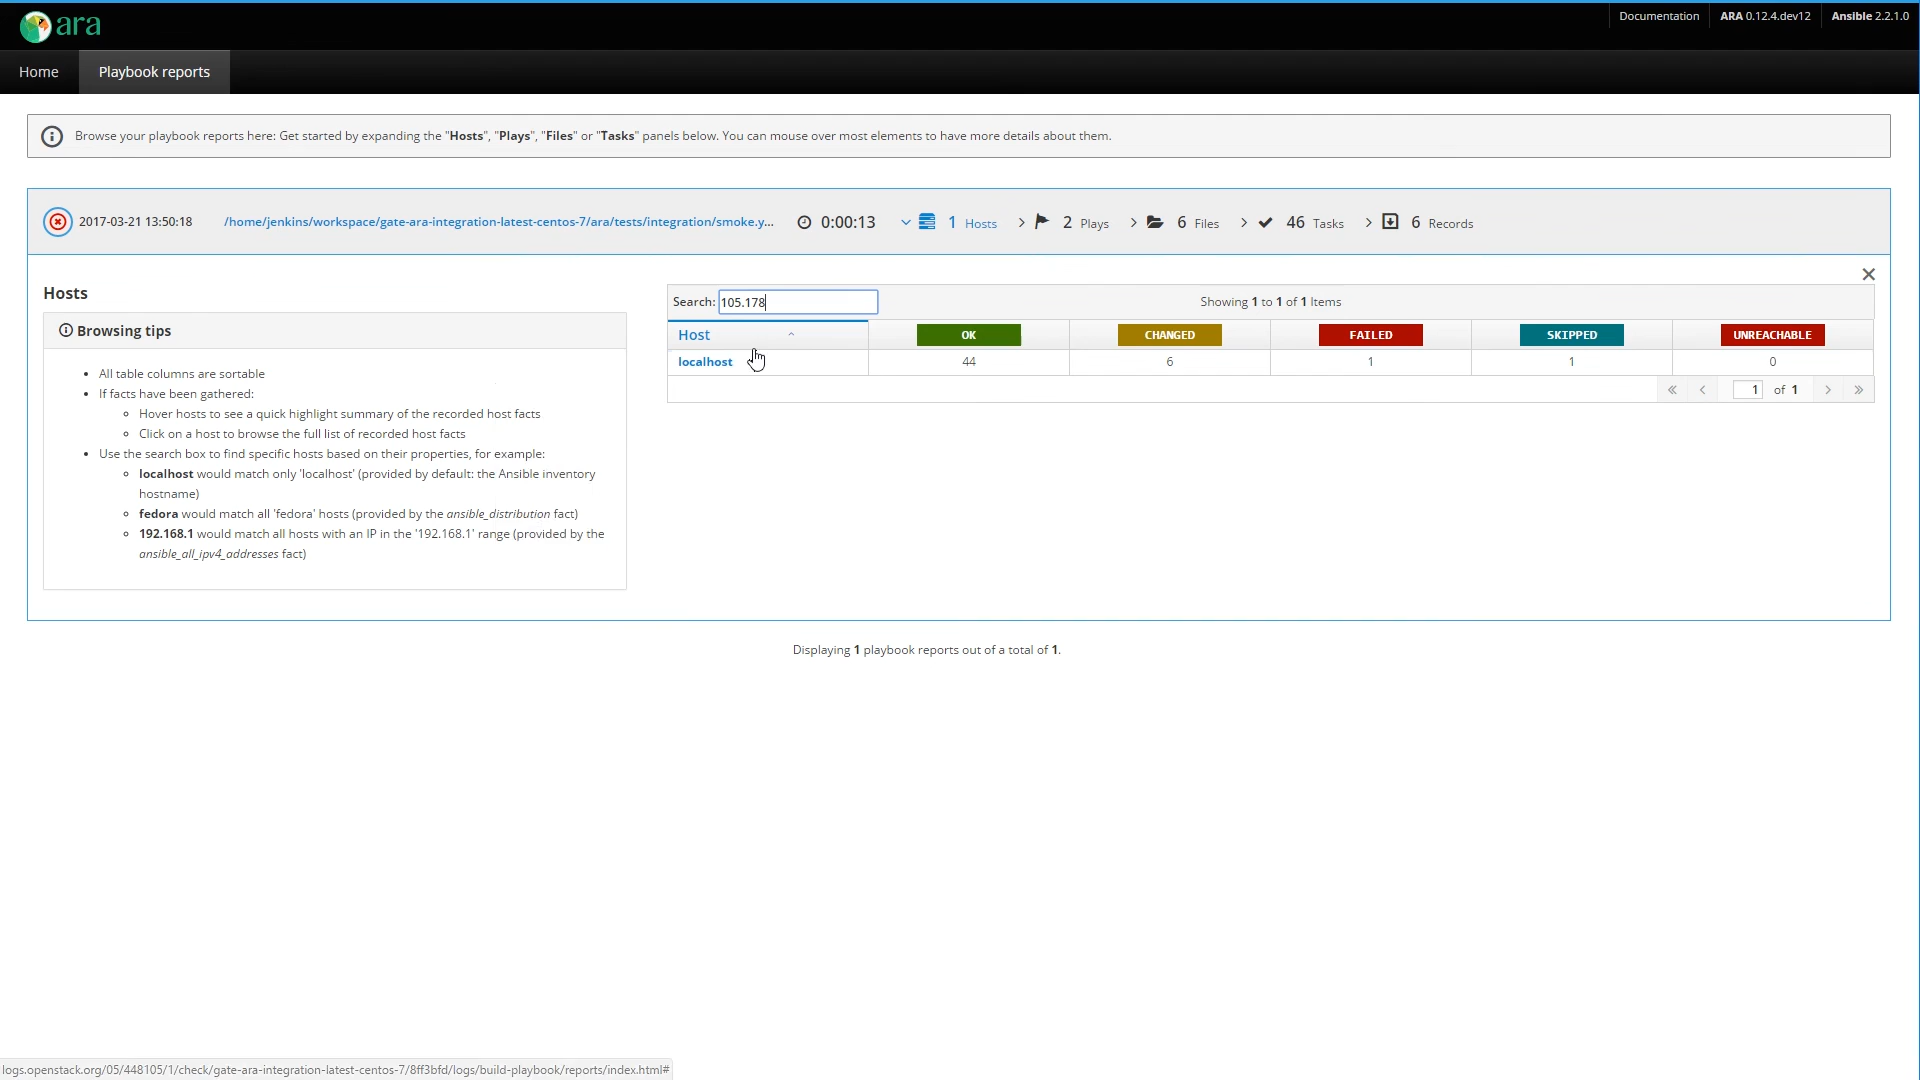 ara
Documentation ARA 0.12.4.dev12 Ansible 2.2.1.0
Home Playbook reports
Browse your playbook reports here: Get started by expanding the "Hosts", "Plays", "Files" or "Tasks" panels below. You can mouse over most elements to have more details about them.
2017-03-21 13:50:18 /home/jenkins/workspace/gate-ara-integration-latest-centos-7/ara/tests/integration/smoke.y... 0:00:13 1 Hosts 2 Plays 6 Files 46 Tasks 6 Records
Hosts
Browsing tips
All table columns are sortable
If facts have been gathered:
Hover hosts to see a quick highlight summary of the recorded host facts
Click on a host to browse the full list of recorded host facts
Use the search box to find specific hosts based on their properties, for example:
localhost would match only 'localhost' (provided by default: the Ansible inventory
hostname)
fedora would match all 'fedora' hosts (provided by the ansible_distribution fact)
192.168.1 would match all hosts with an IP in the '192.168.1' range (provided by the
ansible_all_ipv4_addresses fact)
Search: 105.178 Showing 1 to 1 of 1 Items
Host OK CHANGED FAILED SKIPPED UNREACHABLE
localhost 44 6 1 1 0
« ‹ 1 of 1 › »
Displaying 1 playbook reports out of a total of 1.
logs.openstack.org/05/448105/1/check/gate-ara-integration-latest-centos-7/8ff3bfd/logs/build-playbook/reports/index.html#